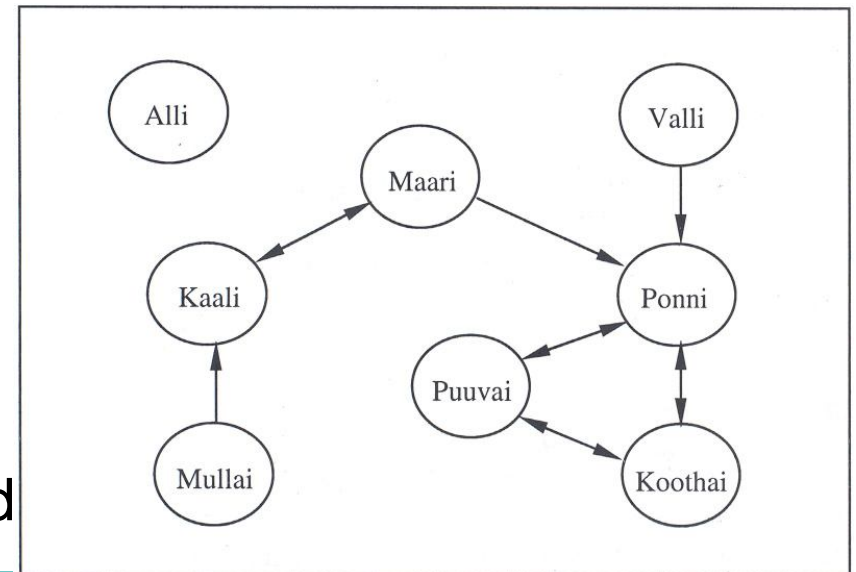 Alli
Valli
Maari
Kaali
Ponni
Puuvai
Mullai
Koothai
d